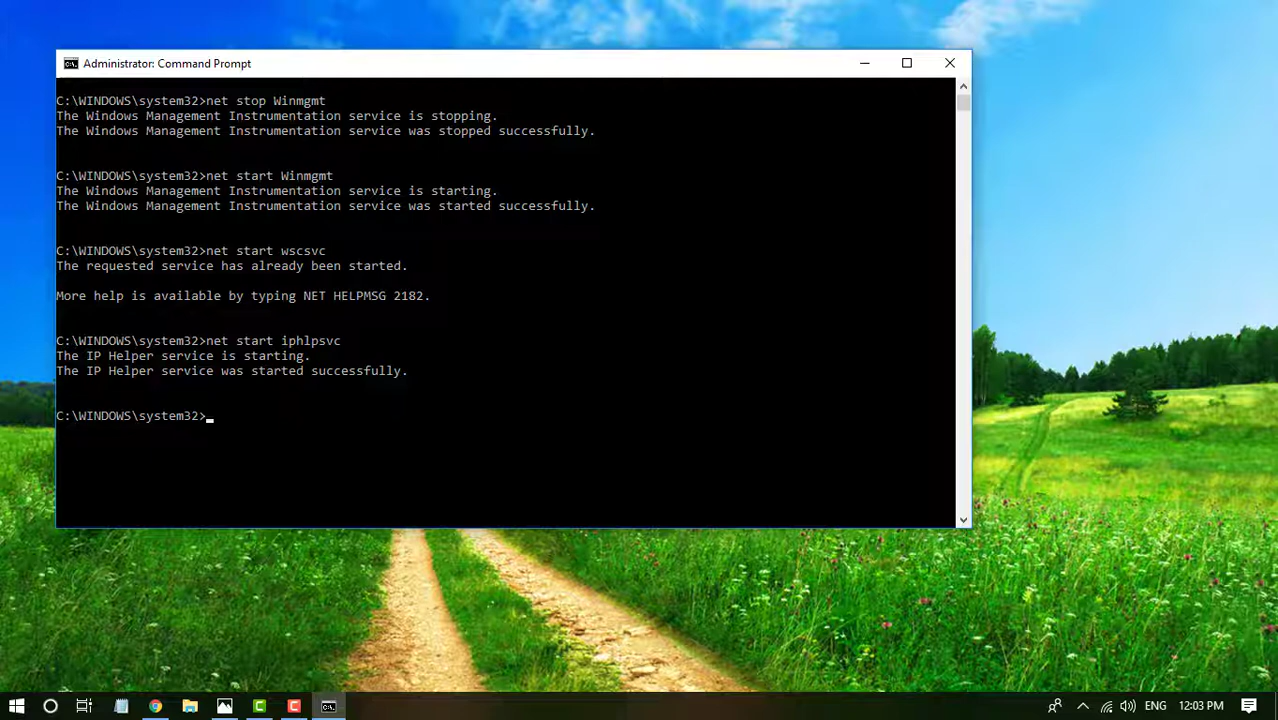 Administrator: Command Prompt
C:\WINDOWS\system32>net stop Winmgmt
The Windows Management Instrumentation service is stopping.
The Windows Management Instrumentation service was stopped successfully.
C:\WINDOWS\system32>net start Winmgmt
The Windows Management Instrumentation service is starting.
The Windows Management Instrumentation service was started successfully.
C:\WINDOWS\system32>net start wscsvc
The requested service has already been started.
More help is available by typing NET HELPMSG 2182.
C:\WINDOWS\system32>net start iphlpsvc
The IP Helper service is starting.
The IP Helper service was started successfully.
C:\WINDOWS\system32>
ENG 12:03 PM